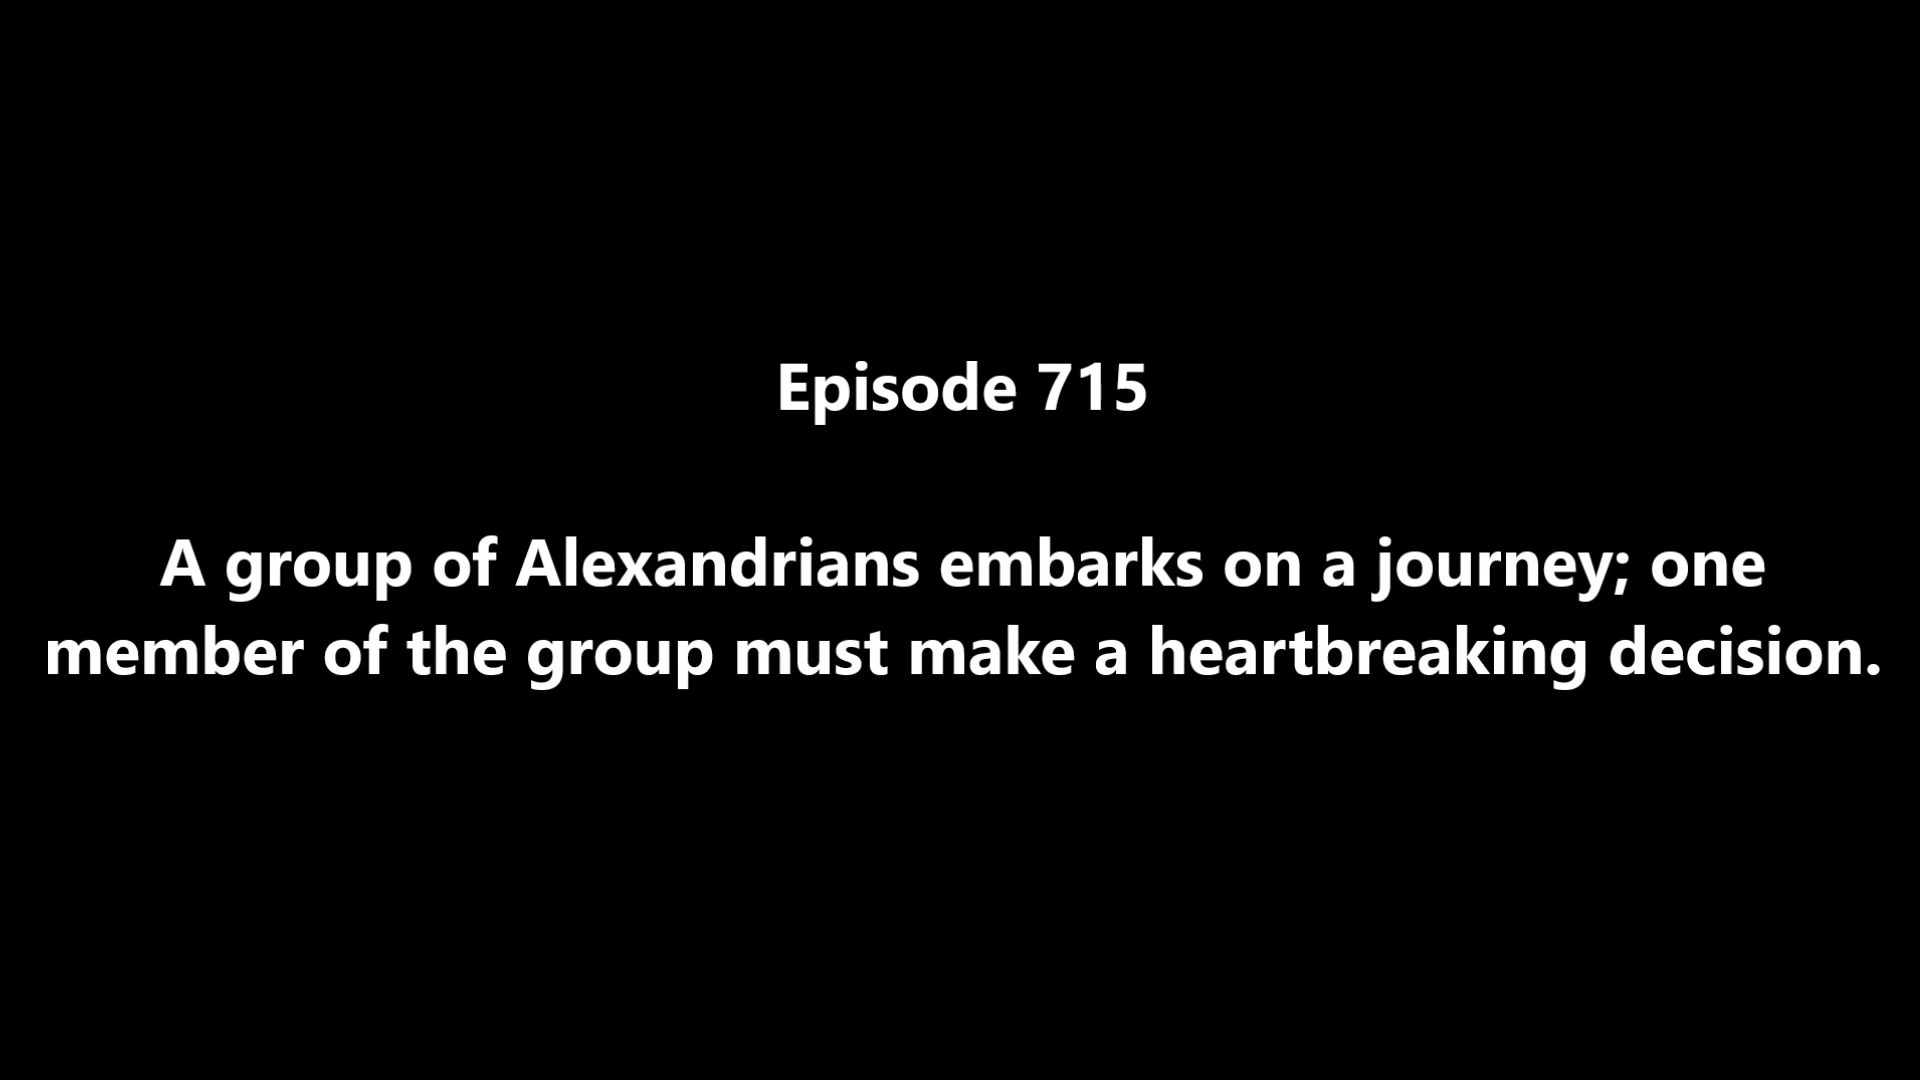 Episode 715
A group of Alexandrians embarks on a journey; one
member of the group must make a heartbreaking decision.